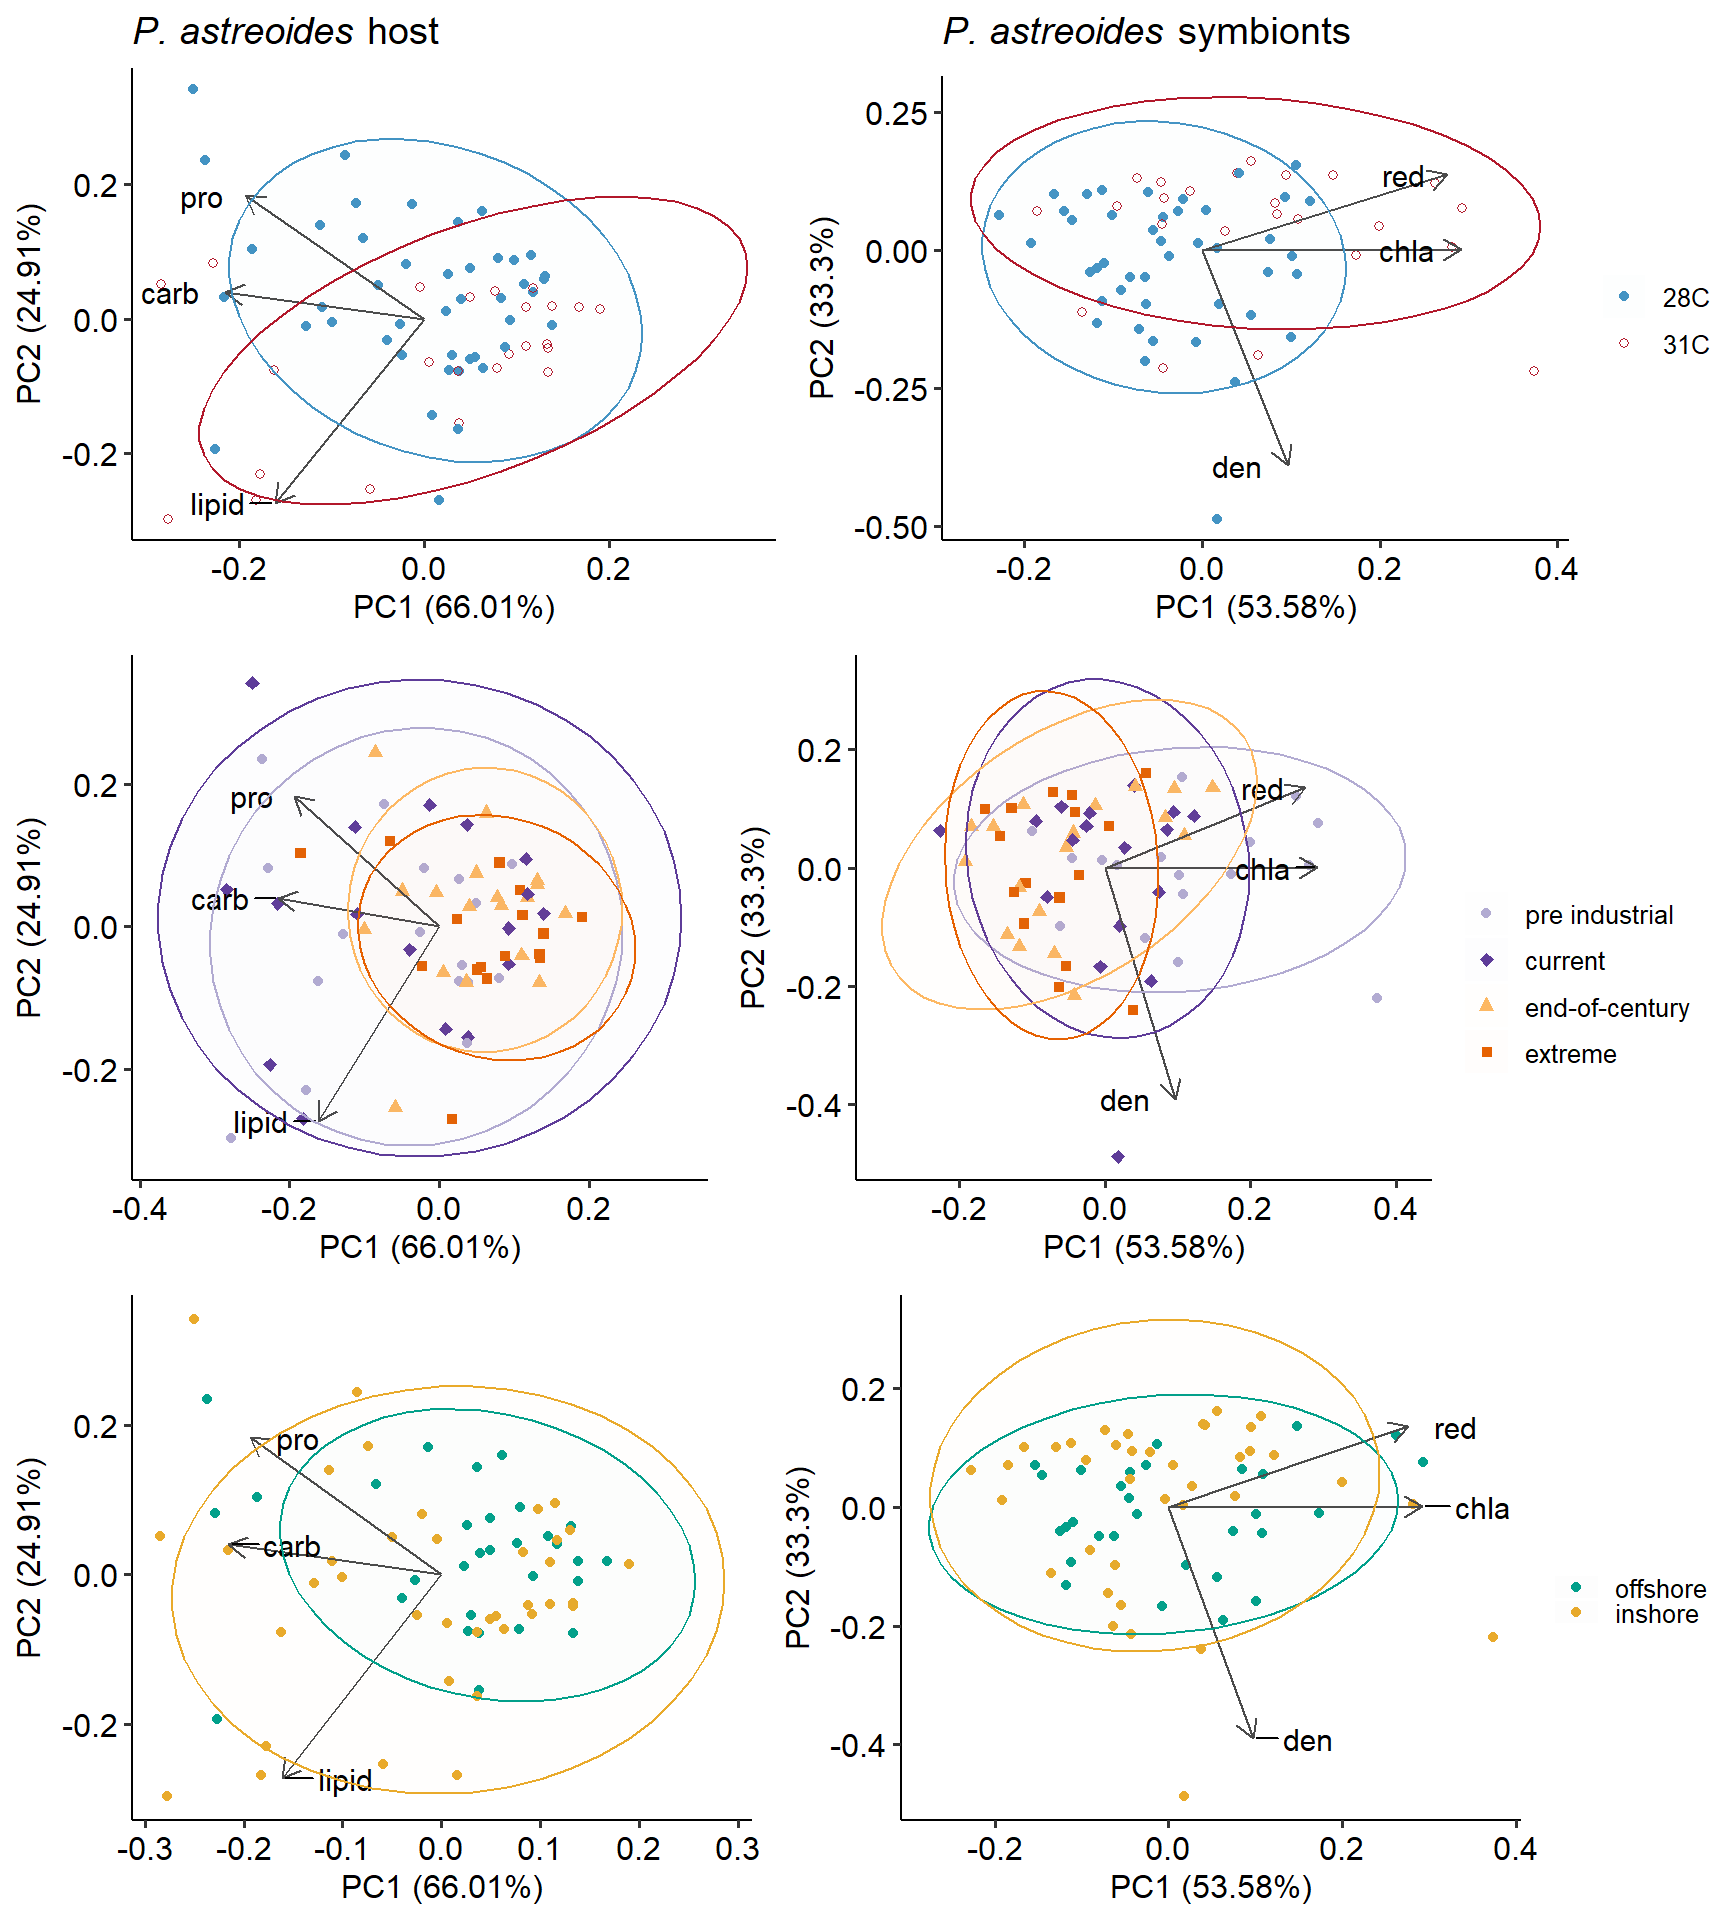 P. astreoides host
P. astreoides symbionts
PC2 (24.91%)
0.2
0.0
-0.2
pro
carb
lipid
-0.2
0.0
0.2
PC1 (66.01%)
PC2 (33.3%)
0.25
0.00
-0.25
-0.50
red
chla
den
-0.2
0.0
0.2
0.4
PC1 (53.58%)
28C
31C
PC2 (24.91%)
0.2
0.0
-0.2
pro
carb
lipid
-0.4
-0.2
0.0
0.2
PC1 (66.01%)
PC2 (33.3%)
0.2
0.0
-0.2
-0.4
red
chla
den
-0.2
0.0
0.2
0.4
PC1 (53.58%)
pre industrial
current
end-of-century
extreme
PC2 (24.91%)
0.2
0.0
-0.2
pro
carb
lipid
-0.3
-0.2
-0.1
0.0
0.1
0.2
0.3
PC1 (66.01%)
PC2 (33.3%)
0.2
0.0
-0.2
-0.4
red
chla
den
-0.2
0.0
0.2
0.4
PC1 (53.58%)
offshore
inshore